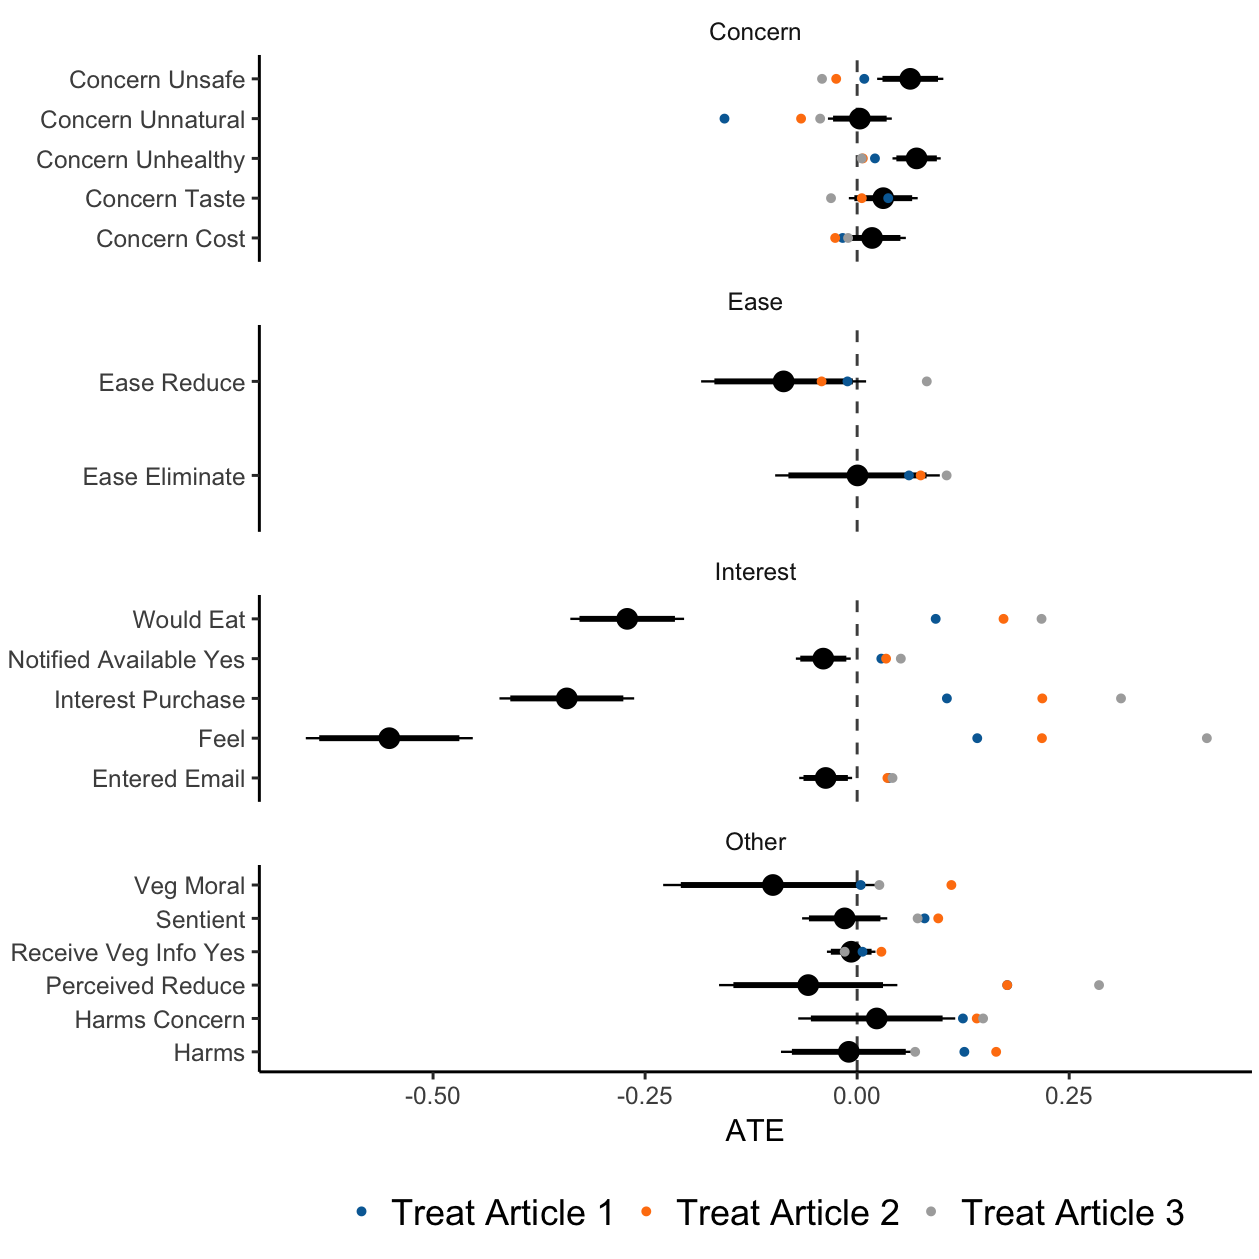 Concern
Concern Unsafe
Concern Unnatural
Concern Unhealthy
Concern Taste
Concern Cost
Ease
Ease Reduce
Ease Eliminate
Interest
Would Eat
Notified Available Yes
Interest Purchase
Feel
Entered Email
Other
Veg Moral
Sentient
Receive Veg Info Yes
Perceived Reduce
Harms Concern
Harms
-0.50 -0.25 0.00 0.25
ATE
Treat Article 1 Treat Article 2 Treat Article 3